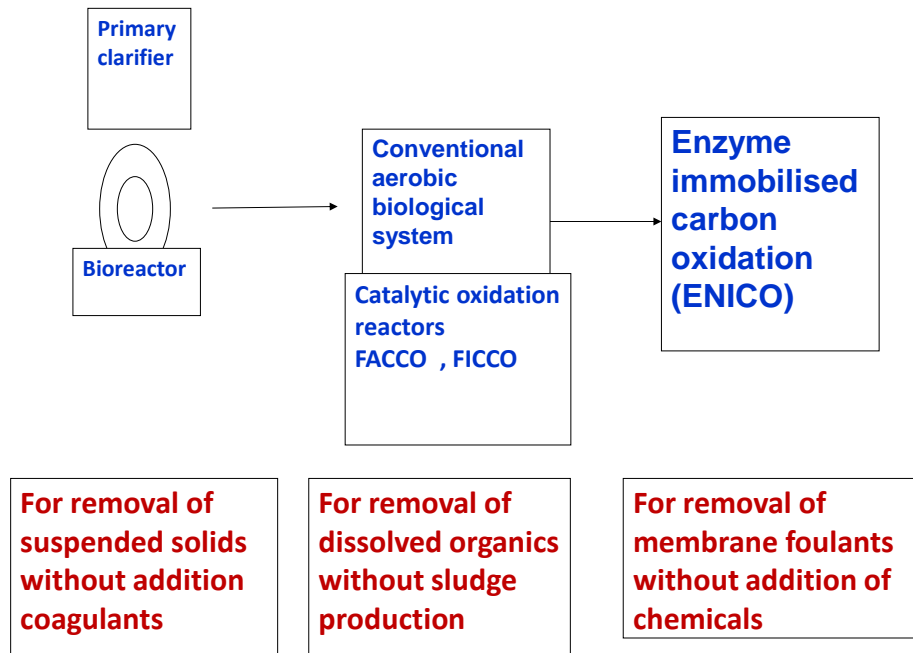 Primary
clarifier
Bioreactor
Conventional
aerobic
biological
system
Catalytic oxidation
reactors
FACCO , FICCO
Enzyme
immobilised
carbon
oxidation
(ENICO)
For removal of
suspended solids
without addition
coagulants
For removal of
dissolved organics
without sludge
production
For removal of
membrane foulants
without addition of
chemicals